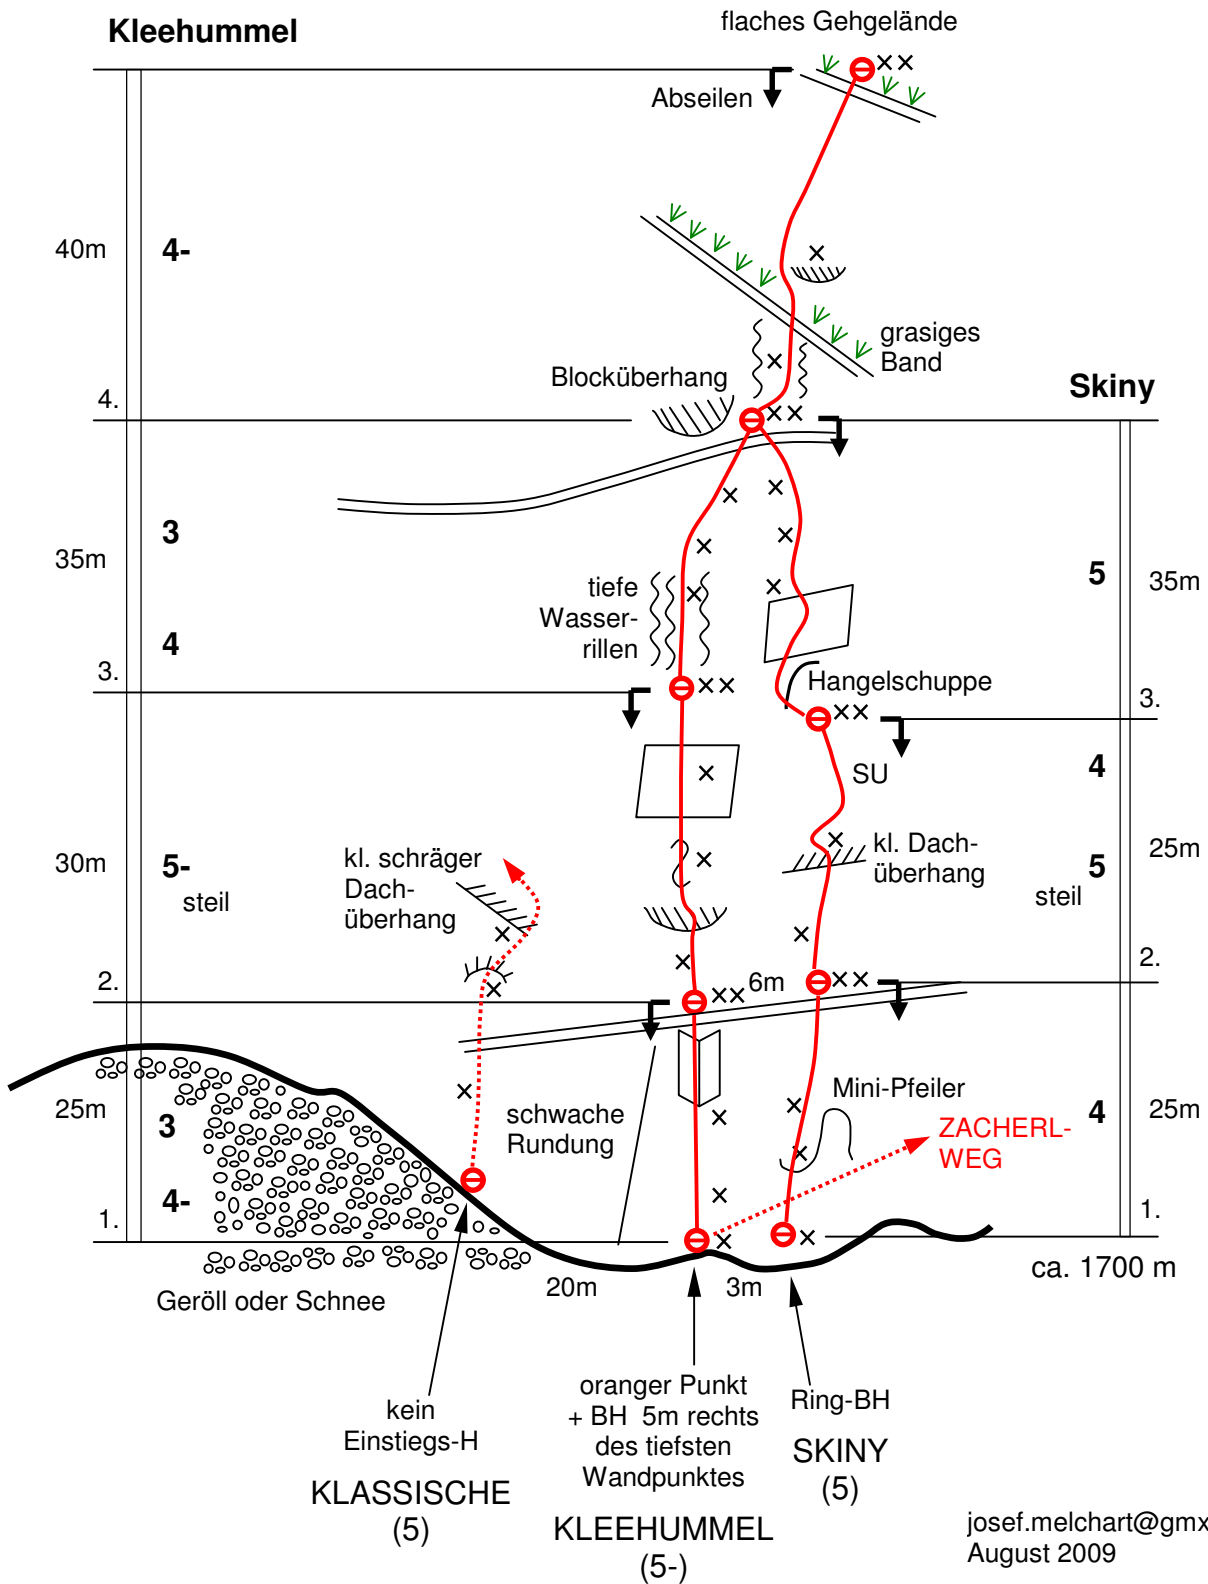 flaches Gehgelände
Kleehummel
Abseilen
40m
4-
grasiges
Band
Blocküberhang
Skiny
4.
3
35m
tiefe
Wasser-
rillen
5
35m
4
3.
Hangelschuppe
3.
SU
4
kl. schräger
Dach-
überhang
kl. Dach-
überhang
30m
5-
steil
25m
5
steil
2.
6m
2.
25m
3
schwache
Rundung
Mini-Pfeiler
4
25m
ZACHERL-
WEG
4-
1.
1.
ca. 1700 m
20m
3m
Geröll oder Schnee
kein
Einstiegs-H
oranger Punkt
+ BH 5m rechts
des tiefsten
Wandpunktes
Ring-BH
SKINY
(5)
KLASSISCHE
(5)
KLEEHUMMEL
(5-)
josef.melchart@gmx
August 2009